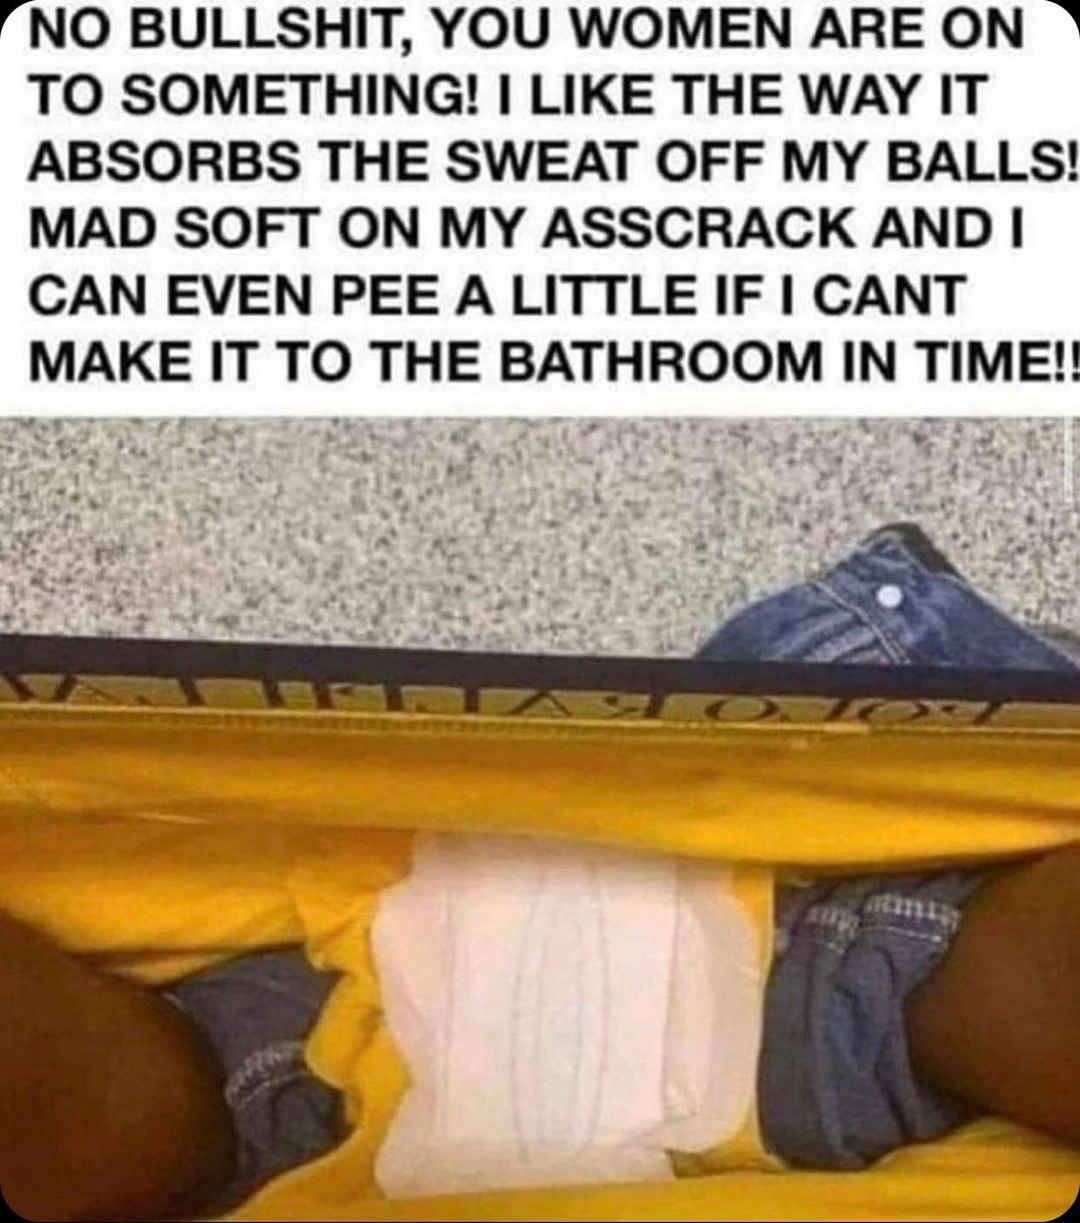 NO BULLSHIT, YOU WOMEN ARE ON
TO SOMETHING! I LIKE THE WAY IT
ABSORBS THE SWEAT OFF MY BALLS!
MAD SOFT ON MY ASSCRACK AND I
CAN EVEN PEE A LITTLE IF I CANT
MAKE IT TO THE BATHROOM IN TIME!!